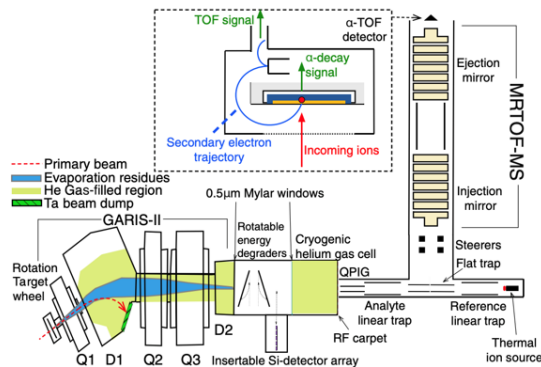 TOF signal
α-TOF
detector
α-decay
signal
Secondary electron
trajectory
Incoming ions
Ejection
mirror
MRTOF-MS
Injection
mirror
Primary beam
Evaporation residues
He Gas-filled region
Ta beam dump
0.5μm Mylar windows
GARIS-II
Rotatable
energy
degraders
Cryogenic
helium gas
cell
Steerers
Flat trap
Rotation
Target
wheel
QPIG
D2
Q1
D1
Q2
Q3
RF carpet
Analyte
linear trap
Reference
linear trap
Thermal
ion source
Insertable Si-detector array